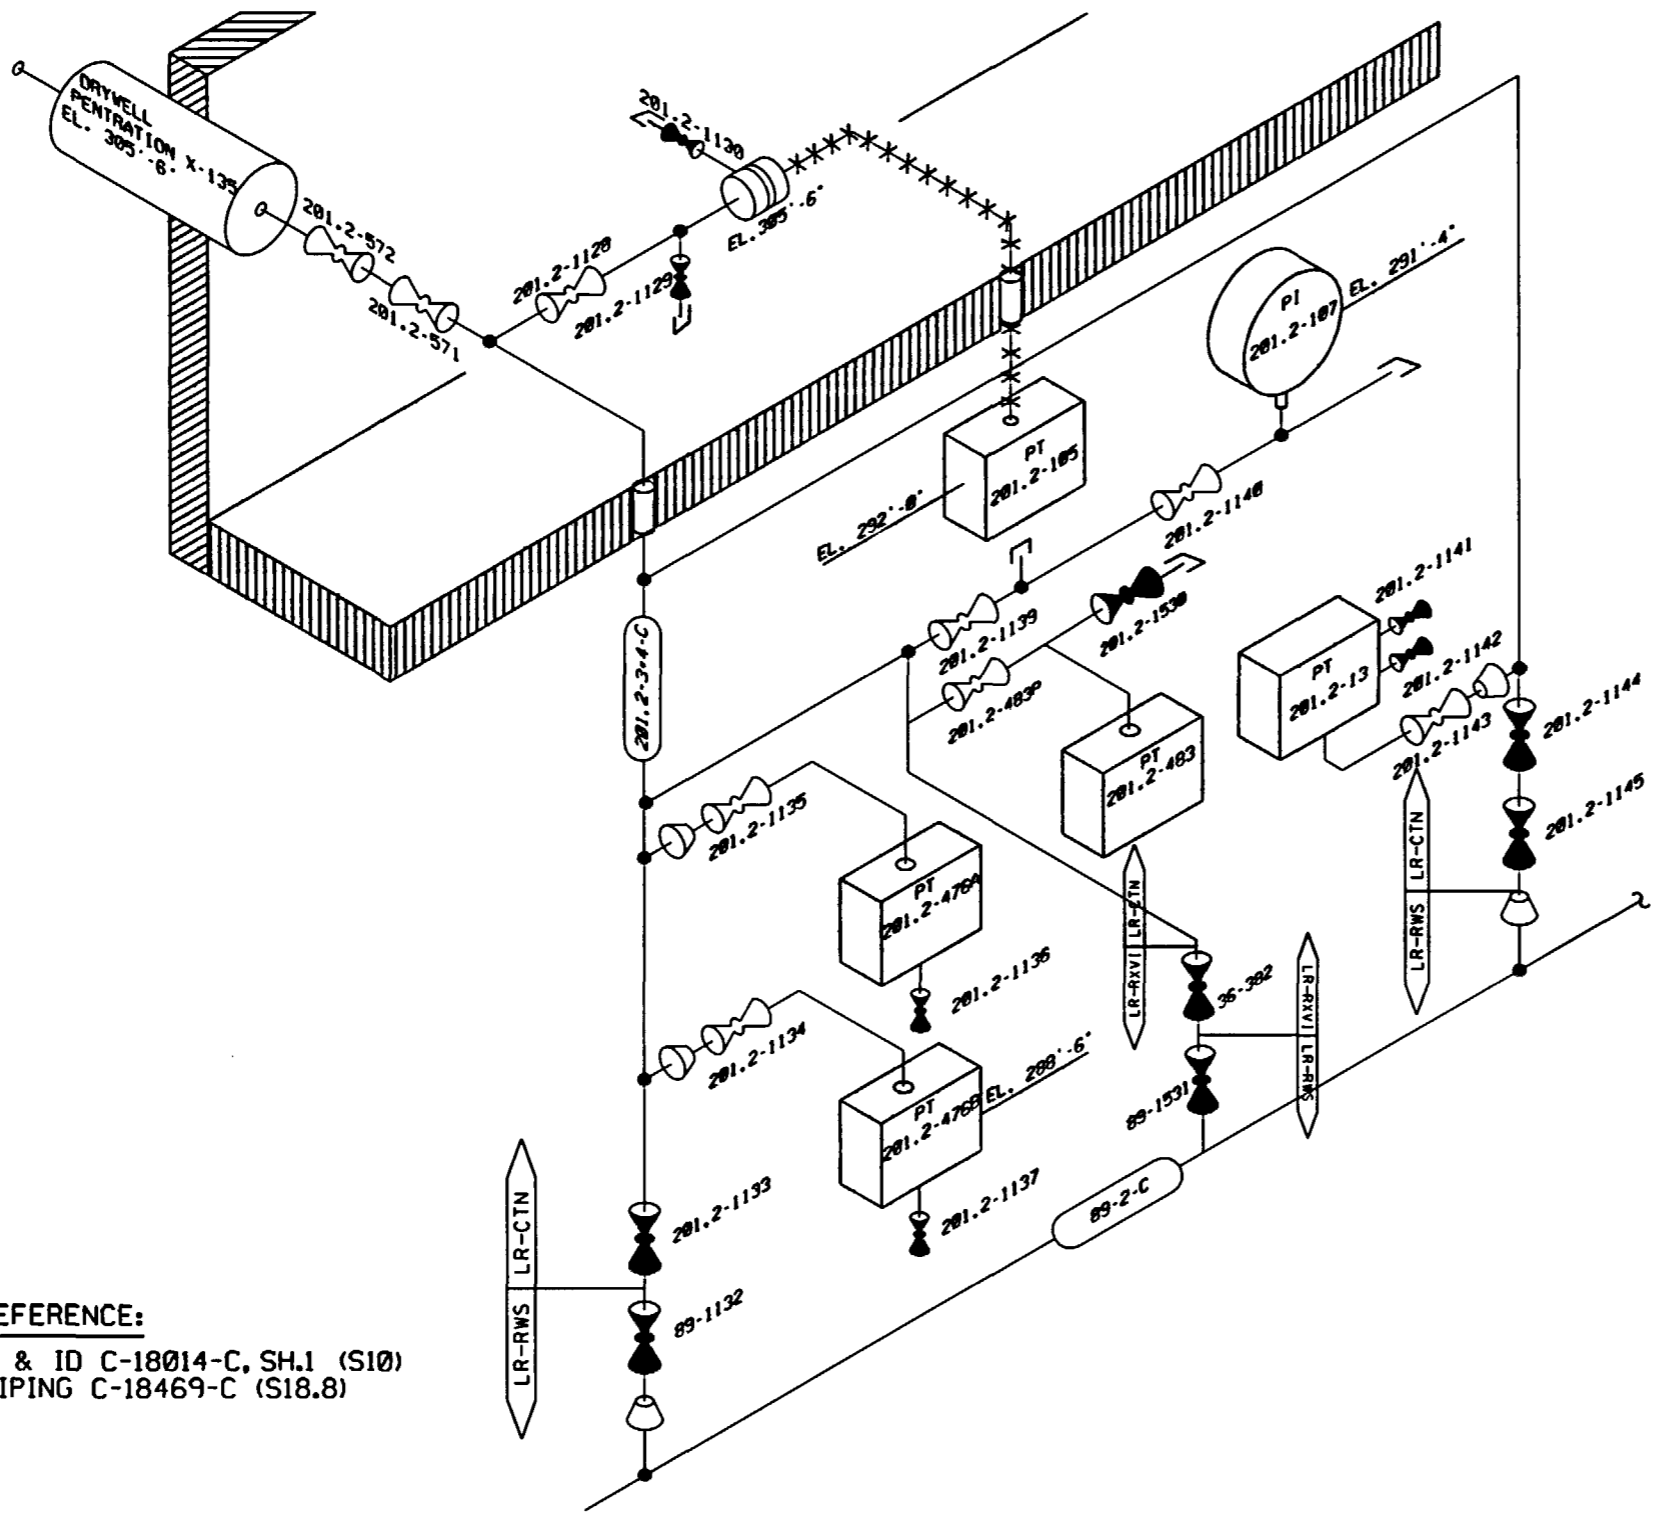 DRYWELL
PENTRATION X-135
EL. 305'-6"
201.2-572
201.2-571
201.2-1130
201.2-1128
201.2-1129
EL. 305'-6"
PI
201.2-107
EL. 291'-4"
PT
201.2-105
EL. 292'-0"
201.2-1140
201.2-1139
201.2-1530
201.2-483P
201.2-3+4-C
PT
201.2-13
201.2-1141
201.2-1142
201.2-1143
201.2-1144
201.2-1145
PT
201.2-483
201.2-1135
PT
201.2-476A
201.2-1136
201.2-1134
PT
201.2-476B
EL. 288'-6"
201.2-1137
LR-RXVI LR-CTN
36-382
LR-RXVI LR-RWS
89-1531
LR-RWS LR-CTN
89-2-C
201.2-1133
LR-RWS LR-CTN
89-1132
EFERENCE:
& ID C-18014-C, SH.1 (S10)
IPING C-18469-C (S18.8)